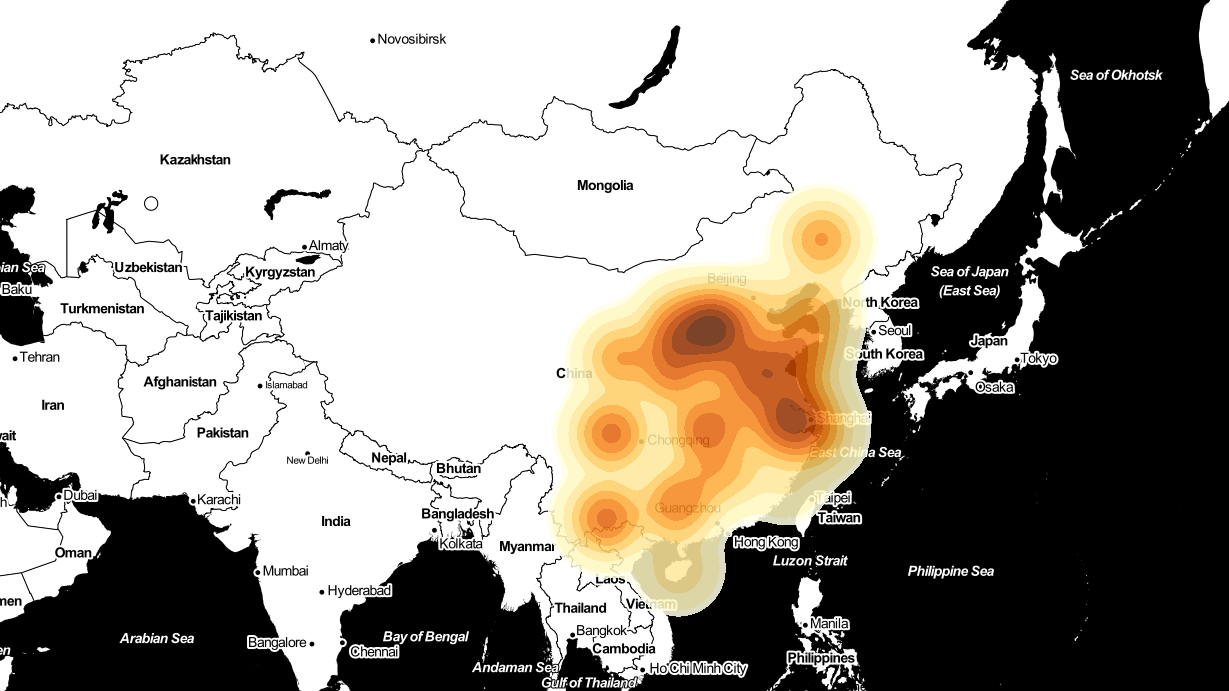 Novosibirsk
Sea of Okhotsk
Kazakhstan
Mongolia
Almaty
Uzbekistan
Kyrgyzstan
ian Sea
Baku
Turkmenistan
Tajikistan
Beijing
Sea of Japan
(East Sea)
North Korea
Seoul
South Korea
Japan
Tokyo
Tehran
Afghanistan
Islamabad
China
Osaka
Iran
Pakistan
Shanghai
Chongqing
East China Sea
New Delhi
Nepal
Bhutan
Dubai
Karachi
India
Bangladesh
Kolkata
Guangzhou
Taipei
Taiwan
Hong Kong
Oman
Myanmar
Luzon Strait
Philippine Sea
Mumbai
Laos
Hyderabad
Thailand
Vietnam
Manila
Arabian Sea
Bay of Bengal
Bangkok
Bangalore
Chennai
Cambodia
Philippines
Andaman Sea
Ho Chi Minh City
Gulf of Thailand